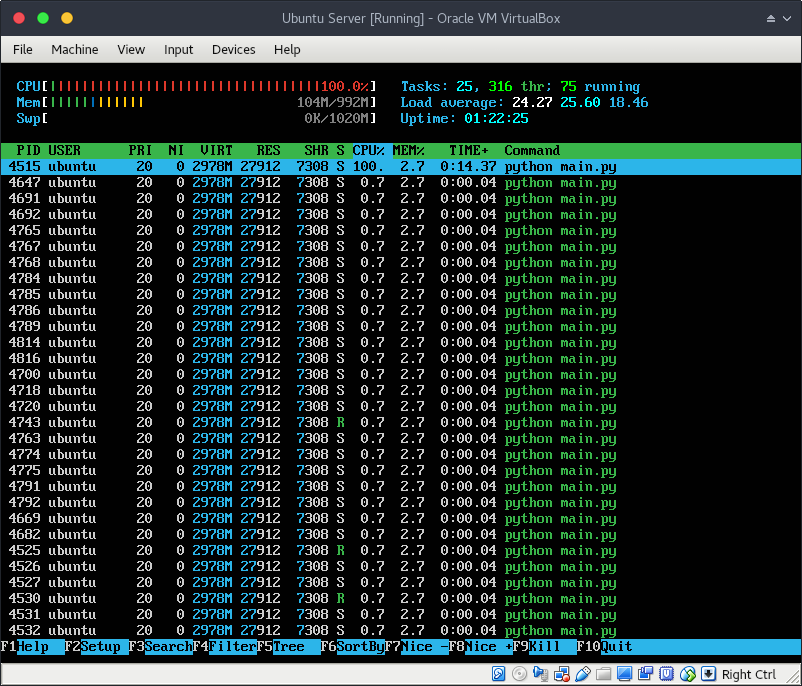 Ubuntu Server [Running] - Oracle VM VirtualBox
File Machine View Input Devices Help
CPU[||||||||||||||||||||||||||||||||||100.0%] Tasks: 25, 316 thr; 75 running
Mem[|||||||||||| 104M/992M] Load average: 24.27 25.60 18.46
Swp[ 0K/1020M] Uptime: 01:22:25
PID USER PRI NI VIRT RES SHR S CPU% MEM% TIME+ Command
4515 ubuntu 20 0 2978M 27912 7308 S 100. 2.7 0:14.37 python main.py
4647 ubuntu 20 0 2978M 27912 7308 S 0.7 2.7 0:00.04 python main.py
4691 ubuntu 20 0 2978M 27912 7308 S 0.7 2.7 0:00.04 python main.py
4692 ubuntu 20 0 2978M 27912 7308 S 0.7 2.7 0:00.04 python main.py
4765 ubuntu 20 0 2978M 27912 7308 S 0.7 2.7 0:00.04 python main.py
4767 ubuntu 20 0 2978M 27912 7308 S 0.7 2.7 0:00.04 python main.py
4768 ubuntu 20 0 2978M 27912 7308 S 0.7 2.7 0:00.04 python main.py
4784 ubuntu 20 0 2978M 27912 7308 S 0.7 2.7 0:00.04 python main.py
4785 ubuntu 20 0 2978M 27912 7308 S 0.7 2.7 0:00.04 python main.py
4786 ubuntu 20 0 2978M 27912 7308 S 0.7 2.7 0:00.04 python main.py
4789 ubuntu 20 0 2978M 27912 7308 S 0.7 2.7 0:00.04 python main.py
4814 ubuntu 20 0 2978M 27912 7308 S 0.7 2.7 0:00.04 python main.py
4816 ubuntu 20 0 2978M 27912 7308 S 0.7 2.7 0:00.04 python main.py
4700 ubuntu 20 0 2978M 27912 7308 S 0.7 2.7 0:00.04 python main.py
4718 ubuntu 20 0 2978M 27912 7308 S 0.7 2.7 0:00.04 python main.py
4720 ubuntu 20 0 2978M 27912 7308 S 0.7 2.7 0:00.04 python main.py
4743 ubuntu 20 0 2978M 27912 7308 R 0.7 2.7 0:00.04 python main.py
4763 ubuntu 20 0 2978M 27912 7308 S 0.7 2.7 0:00.04 python main.py
4774 ubuntu 20 0 2978M 27912 7308 S 0.7 2.7 0:00.04 python main.py
4775 ubuntu 20 0 2978M 27912 7308 S 0.7 2.7 0:00.04 python main.py
4791 ubuntu 20 0 2978M 27912 7308 S 0.7 2.7 0:00.04 python main.py
4792 ubuntu 20 0 2978M 27912 7308 S 0.7 2.7 0:00.04 python main.py
4669 ubuntu 20 0 2978M 27912 7308 S 0.7 2.7 0:00.04 python main.py
4682 ubuntu 20 0 2978M 27912 7308 S 0.7 2.7 0:00.04 python main.py
4525 ubuntu 20 0 2978M 27912 7308 R 0.7 2.7 0:00.04 python main.py
4526 ubuntu 20 0 2978M 27912 7308 S 0.7 2.7 0:00.04 python main.py
4527 ubuntu 20 0 2978M 27912 7308 S 0.7 2.7 0:00.04 python main.py
4530 ubuntu 20 0 2978M 27912 7308 R 0.7 2.7 0:00.04 python main.py
4531 ubuntu 20 0 2978M 27912 7308 S 0.7 2.7 0:00.04 python main.py
4532 ubuntu 20 0 2978M 27912 7308 S 0.7 2.7 0:00.04 python main.py
F1Help F2Setup F3SearchF4FilterF5Tree F6SortByF7Nice -F8Nice +F9Kill F10Quit
Right Ctrl